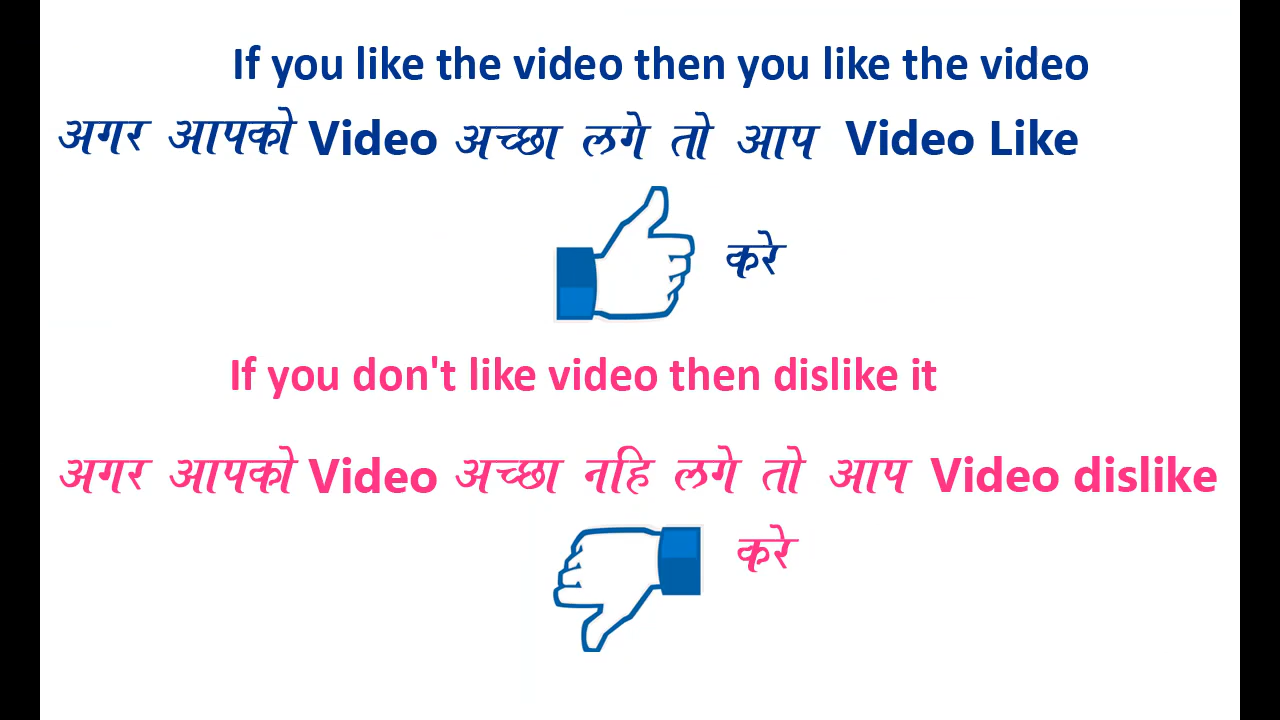 If you like the video then you like the video
अगर आपको Video अच्छा लगे तो आप Video Like
करे
If you don't like video then dislike it
अगर आपको Video अच्छा नहि लगे तो आप Video dislike
करे